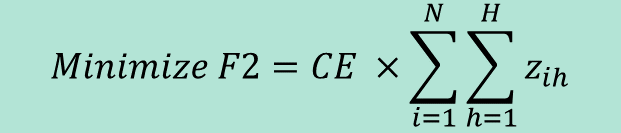 Minimize F2 = CE × ∑_{i=1}^{N} ∑_{h=1}^{H} z_{ih}